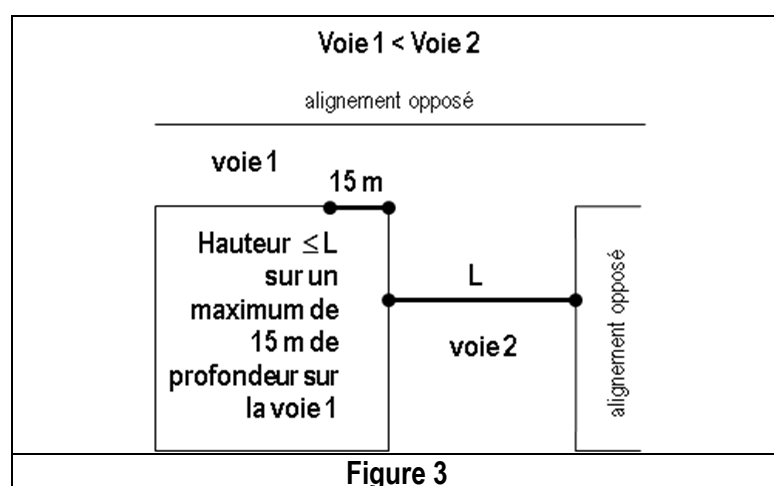 Voie 1 < Voie 2
alignement opposé
voie 1
15 m
Hauteur ≤ L
sur un
maximum de
15 m de
profondeur sur
la voie 1
L
voie 2
alignement opposé
Figure 3